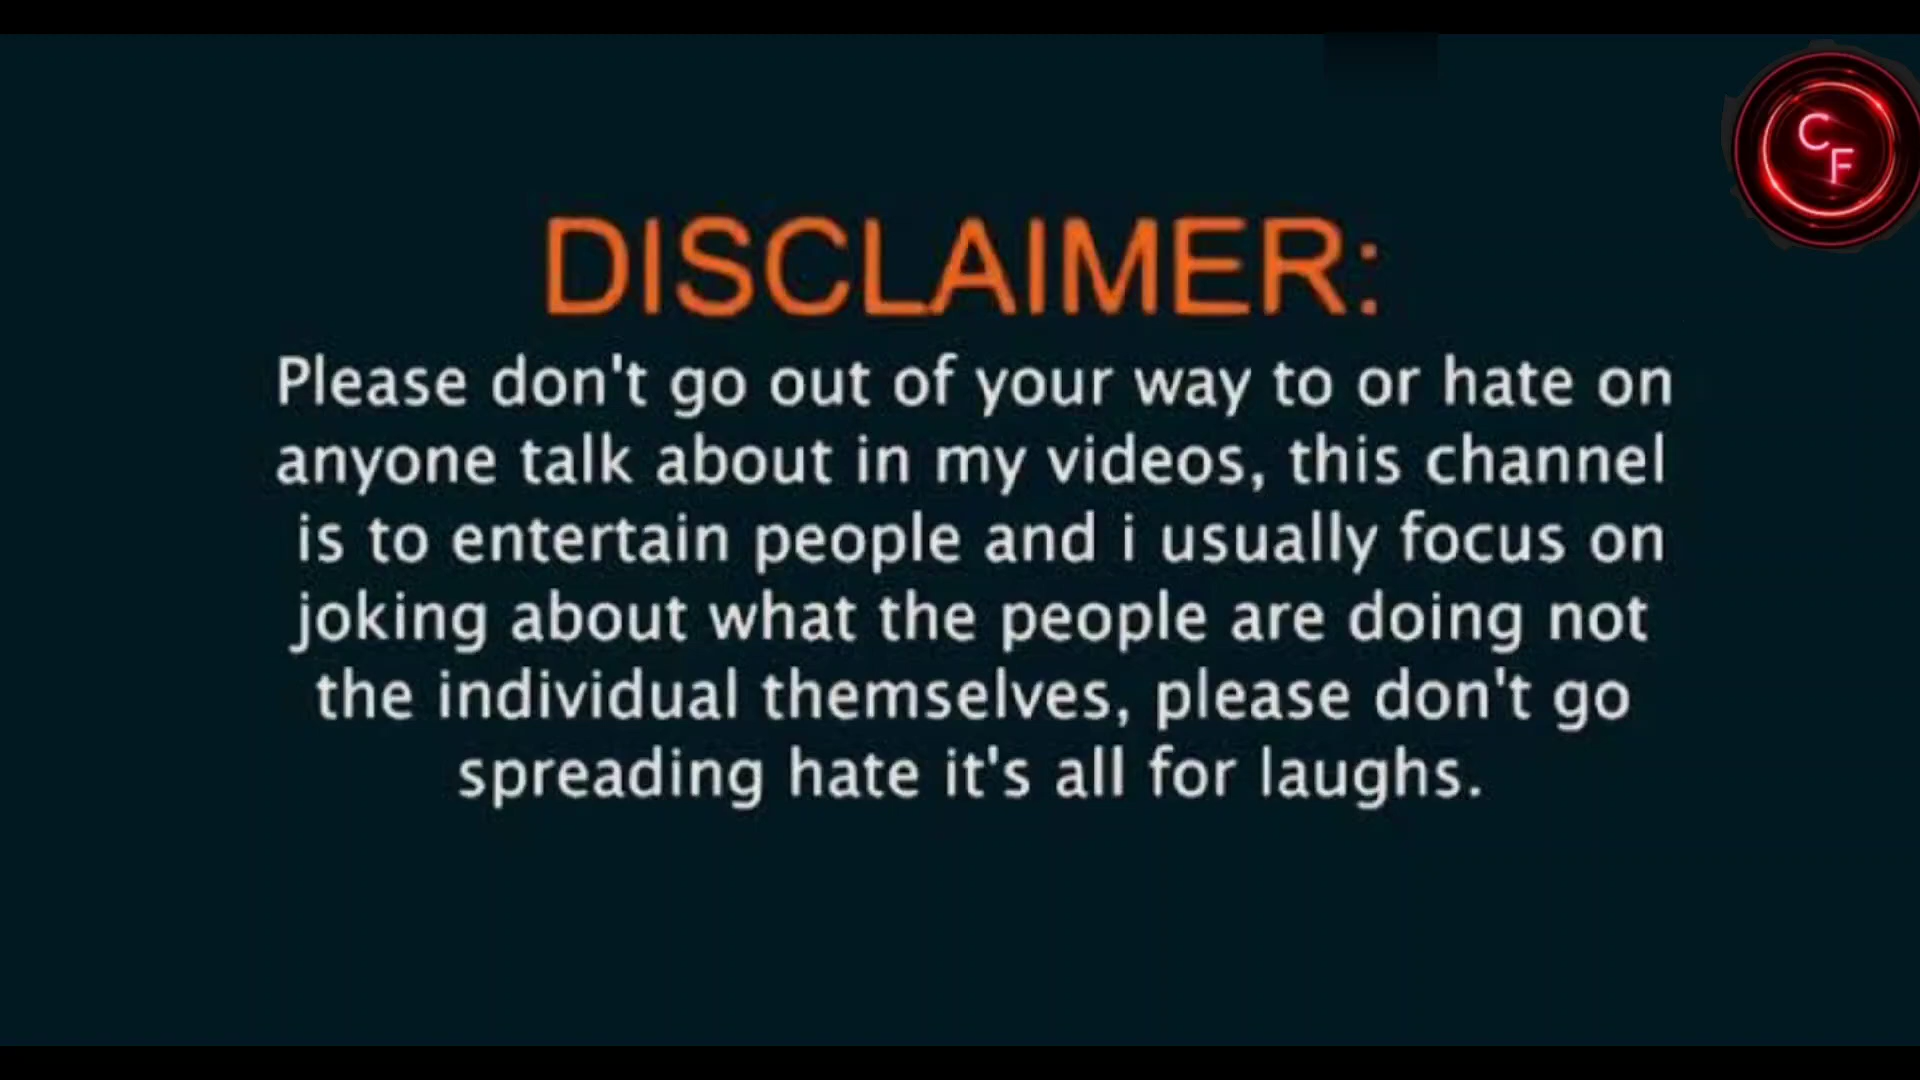 C
F
DISCLAIMER:
Please don't go out of your way to or hate on
anyone talk about in my videos, this channel
is to entertain people and i usually focus on
joking about what the people are doing not
the individual themselves, please don't go
spreading hate it's all for laughs.